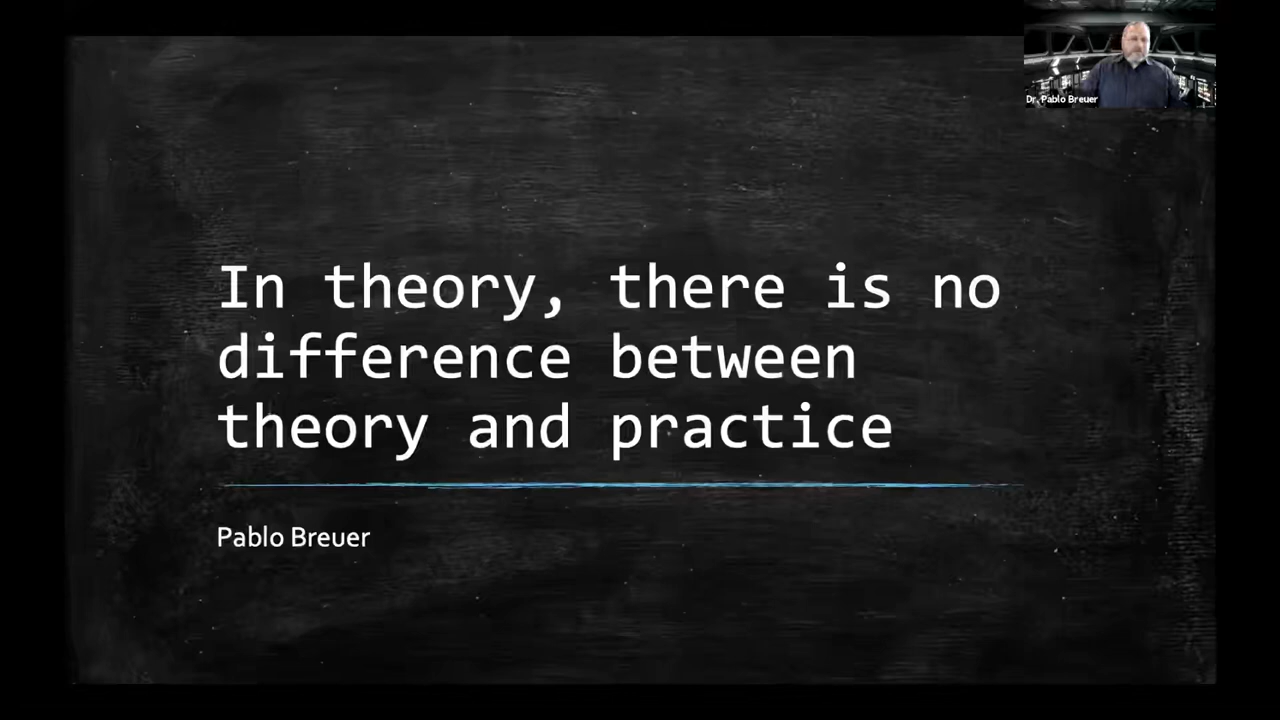 Dr. Pablo Breuer
In theory, there is no
difference between
theory and practice
Pablo Breuer